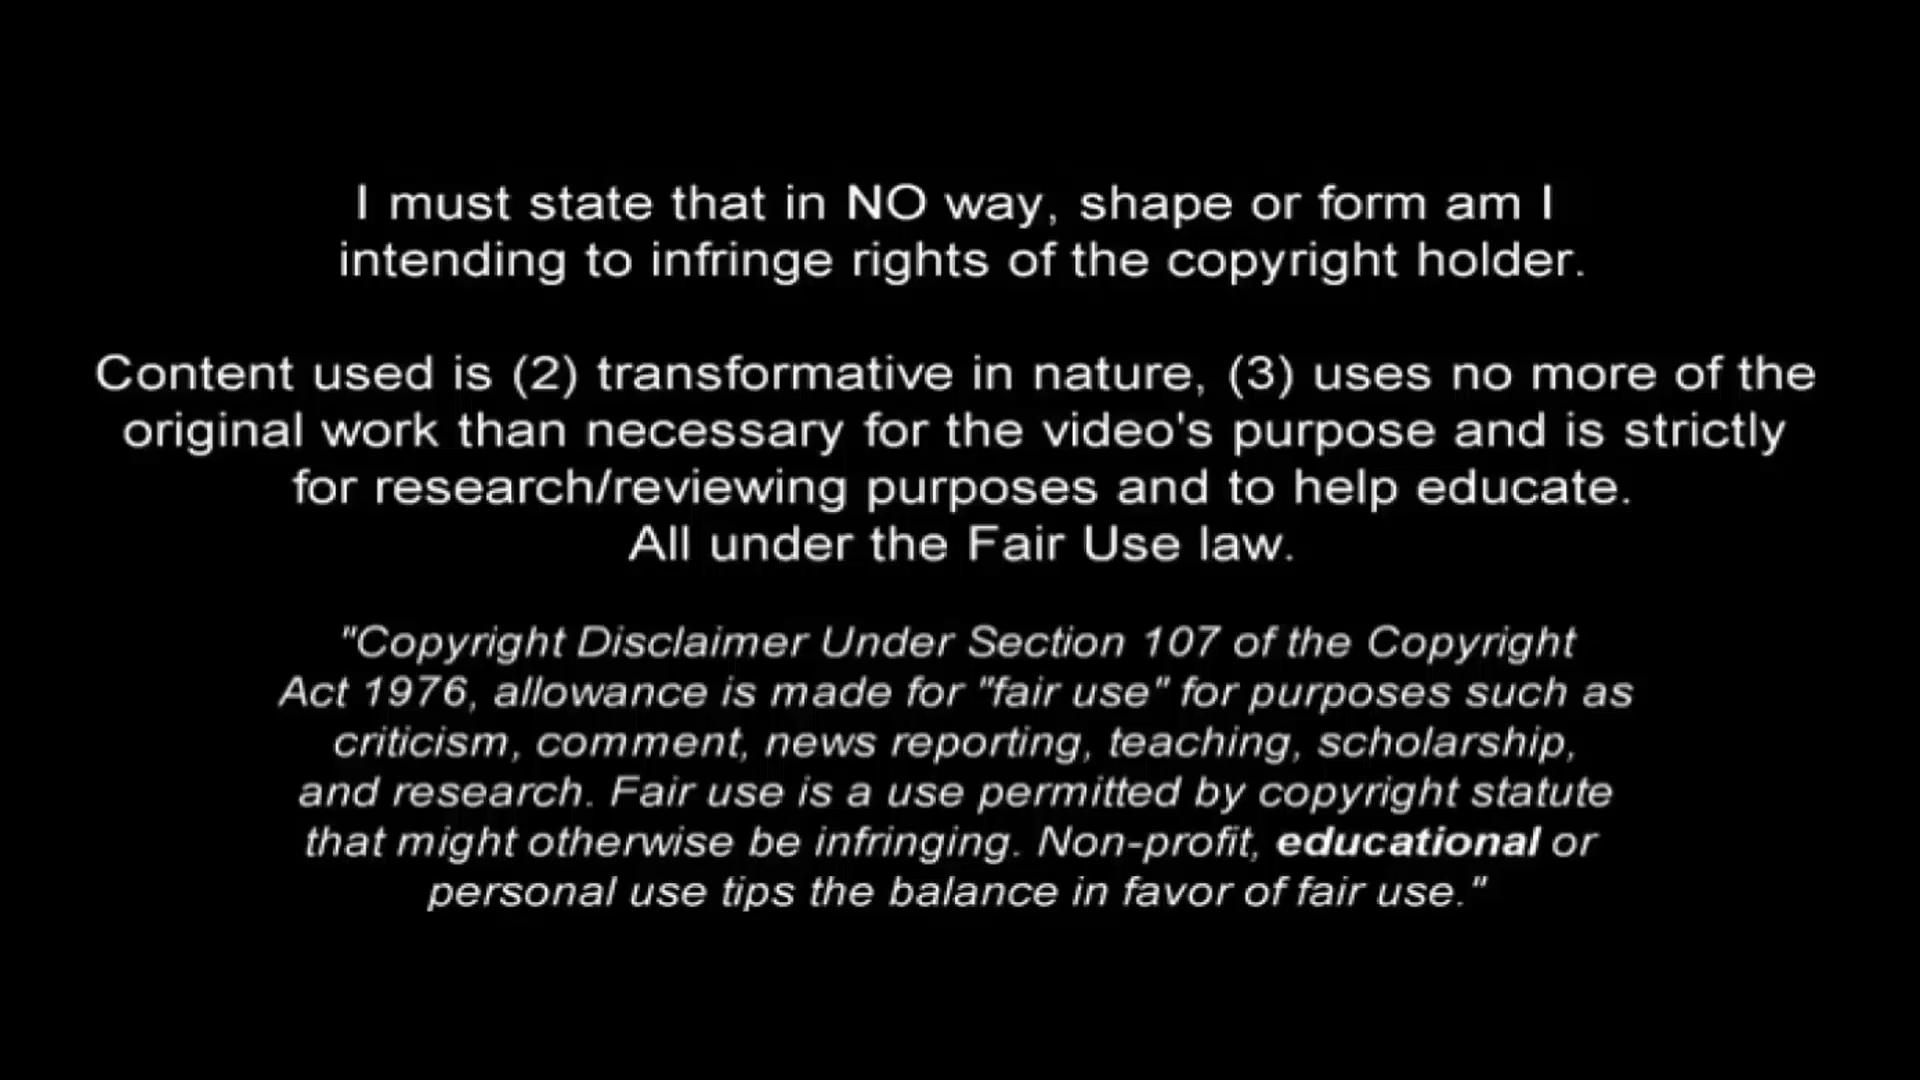 I must state that in NO way, shape or form am I
intending to infringe rights of the copyright holder.
Content used is (2) transformative in nature, (3) uses no more of the
original work than necessary for the video's purpose and is strictly
for research/reviewing purposes and to help educate.
All under the Fair Use law.
"Copyright Disclaimer Under Section 107 of the Copyright
Act 1976, allowance is made for "fair use" for purposes such as
criticism, comment, news reporting, teaching, scholarship,
and research. Fair use is a use permitted by copyright statute
that might otherwise be infringing. Non-profit, educational or
personal use tips the balance in favor of fair use."